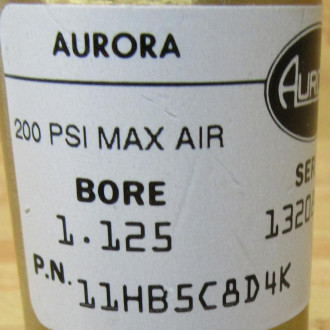 AURORA
200 PSI MAX AIR
BORE
1.125
P.N. 11HB5C8D4K